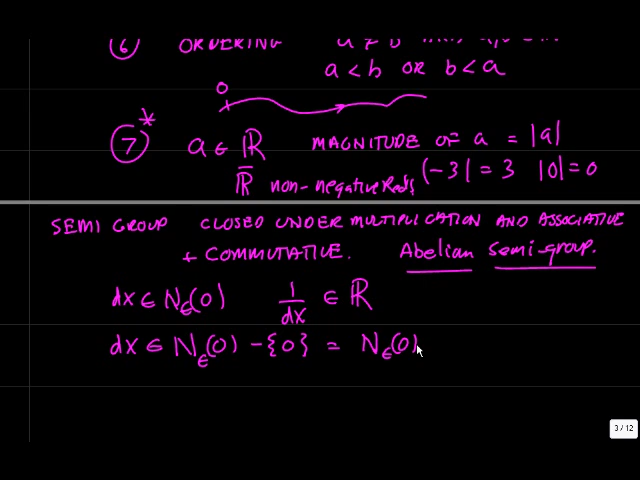 ⑥ ORDERING a ≠ b
a < b OR b < a
0
⑦* a ∈ ℝ MAGNITUDE OF a = |a|
ℝ non-negative Reals |-3| = 3 |0| = 0
SEMI GROUP CLOSED UNDER MULTIPLICATION AND ASSOCIATIVE
+ COMMUTATIVE. Abelian Semi-group.
dx ∈ N_ε(0) 1/dx ∈ ℝ
dx ∈ N_ε(0) - {0} = N_ε(0)
3 / 12